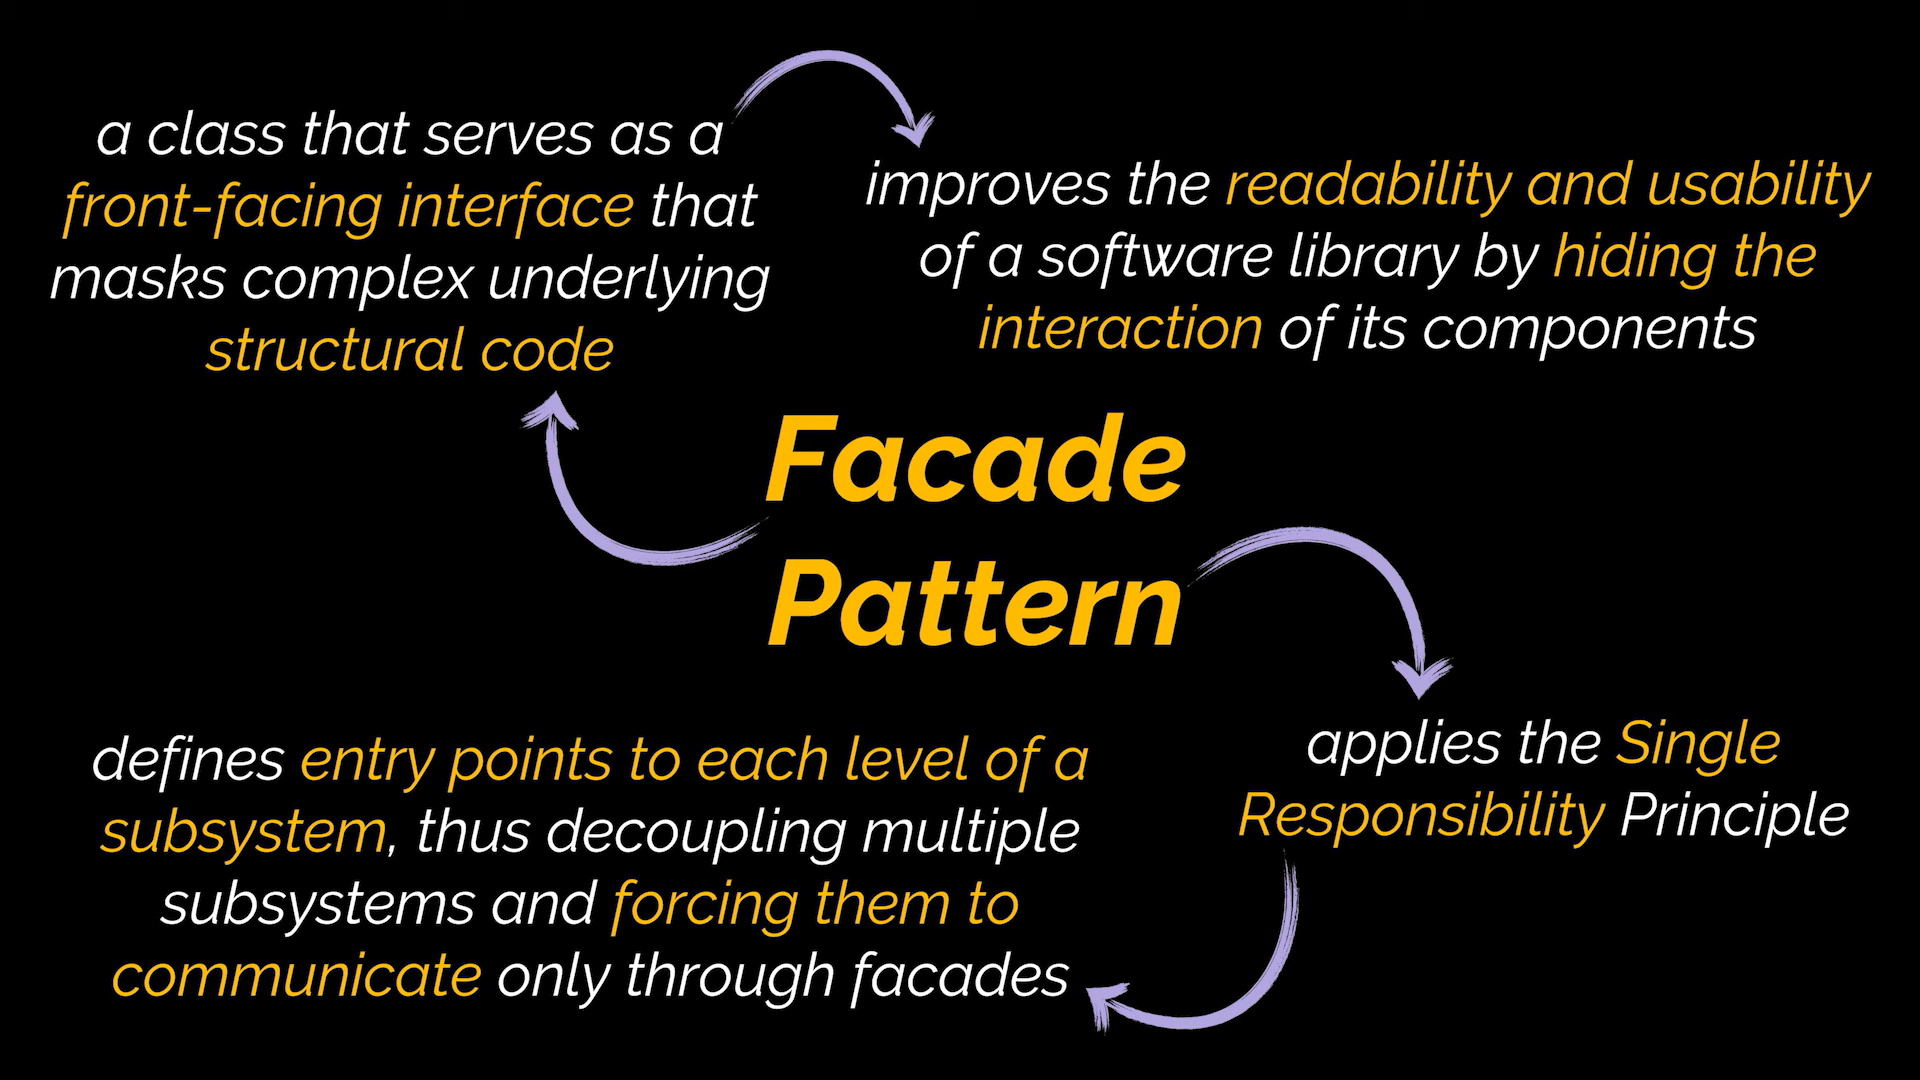 a class that serves as a
front-facing interface that
masks complex underlying
structural code
improves the readability and usability
of a software library by hiding the
interaction of its components
Facade
Pattern
defines entry points to each level of a
subsystem, thus decoupling multiple
subsystems and forcing them to
communicate only through facades
applies the Single
Responsibility Principle